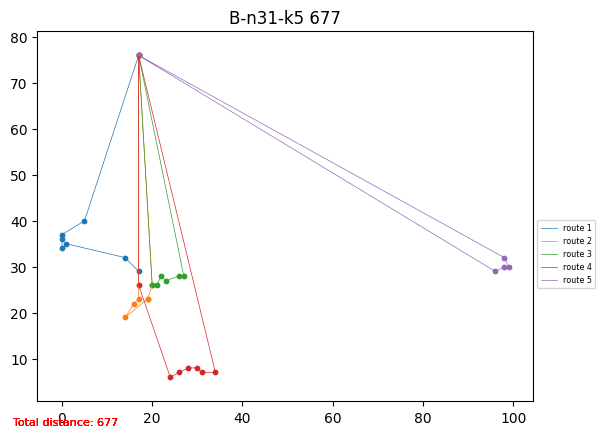 B-n31-k5 677
80
70
60
50
40
30
20
10
0 20 40 60 80 100
route 1
route 2
route 3
route 4
route 5
Total distance: 677